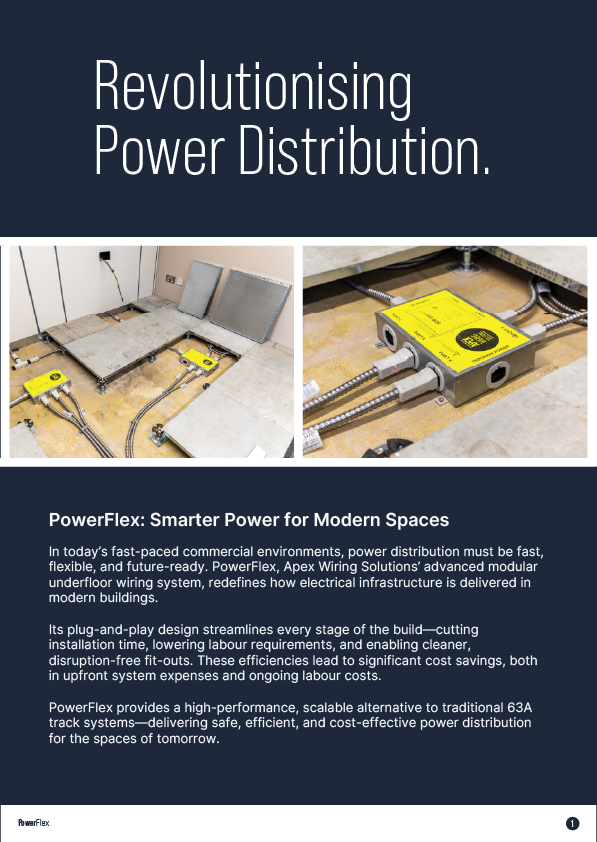 Revolutionising
Power Distribution.
PowerFlex: Smarter Power for Modern Spaces
In today’s fast-paced commercial environments, power distribution must be fast,
flexible, and future-ready. PowerFlex, Apex Wiring Solutions’ advanced modular
underfloor wiring system, redefines how electrical infrastructure is delivered in
modern buildings.
Its plug-and-play design streamlines every stage of the build—cutting
installation time, lowering labour requirements, and enabling cleaner,
disruption-free fit-outs. These efficiencies lead to significant cost savings, both
in upfront system expenses and ongoing labour costs.
PowerFlex provides a high-performance, scalable alternative to traditional 63A
track systems—delivering safe, efficient, and cost-effective power distribution
for the spaces of tomorrow.
PowerFlex
1